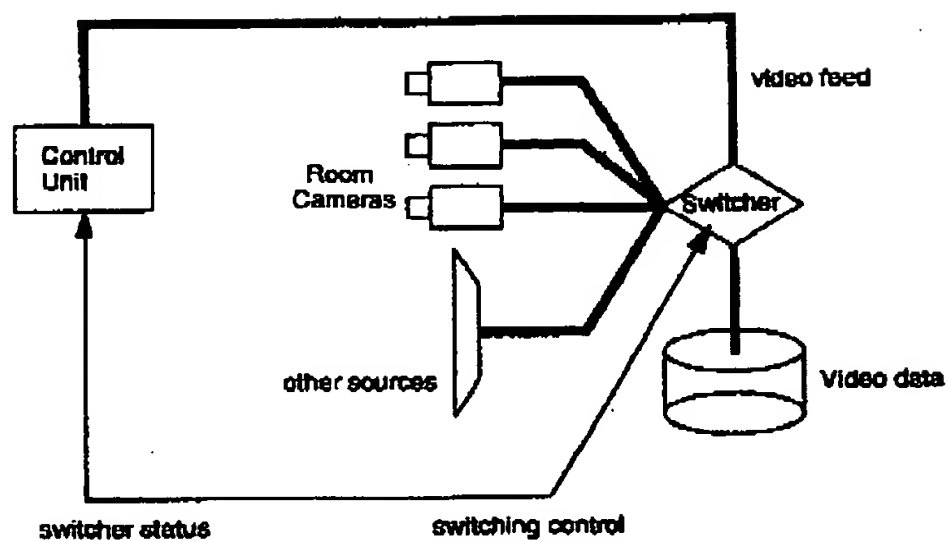 video feed
Control
Unit
Room
Cameras
Switcher
other sources
Video data
switcher status
switching control